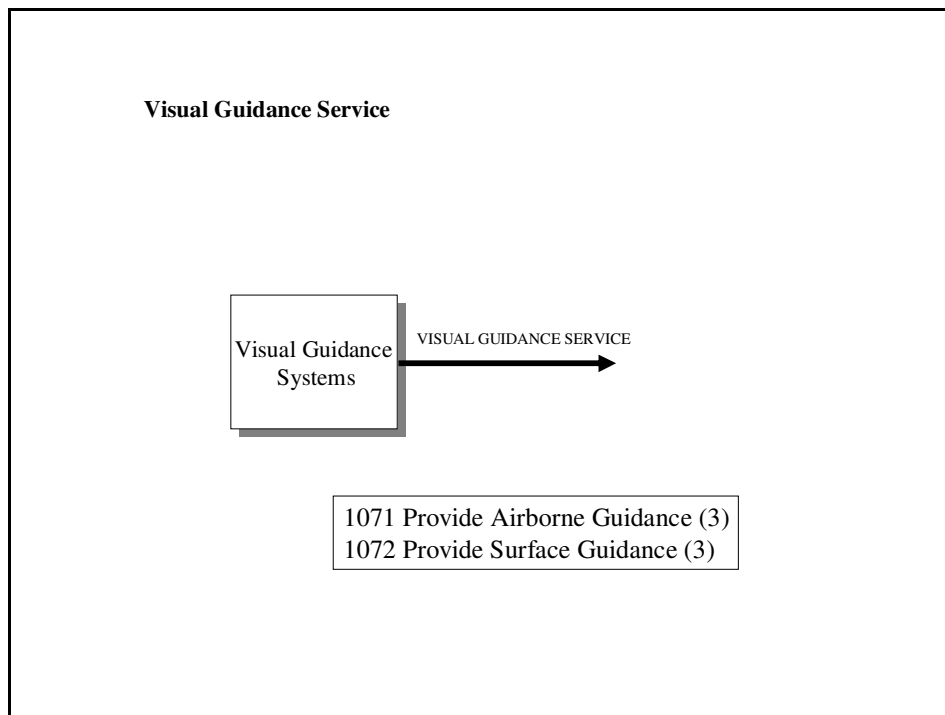 Visual Guidance Service
VISUAL GUIDANCE SERVICE
Visual Guidance
Systems
1071 Provide Airborne Guidance (3)
1072 Provide Surface Guidance (3)